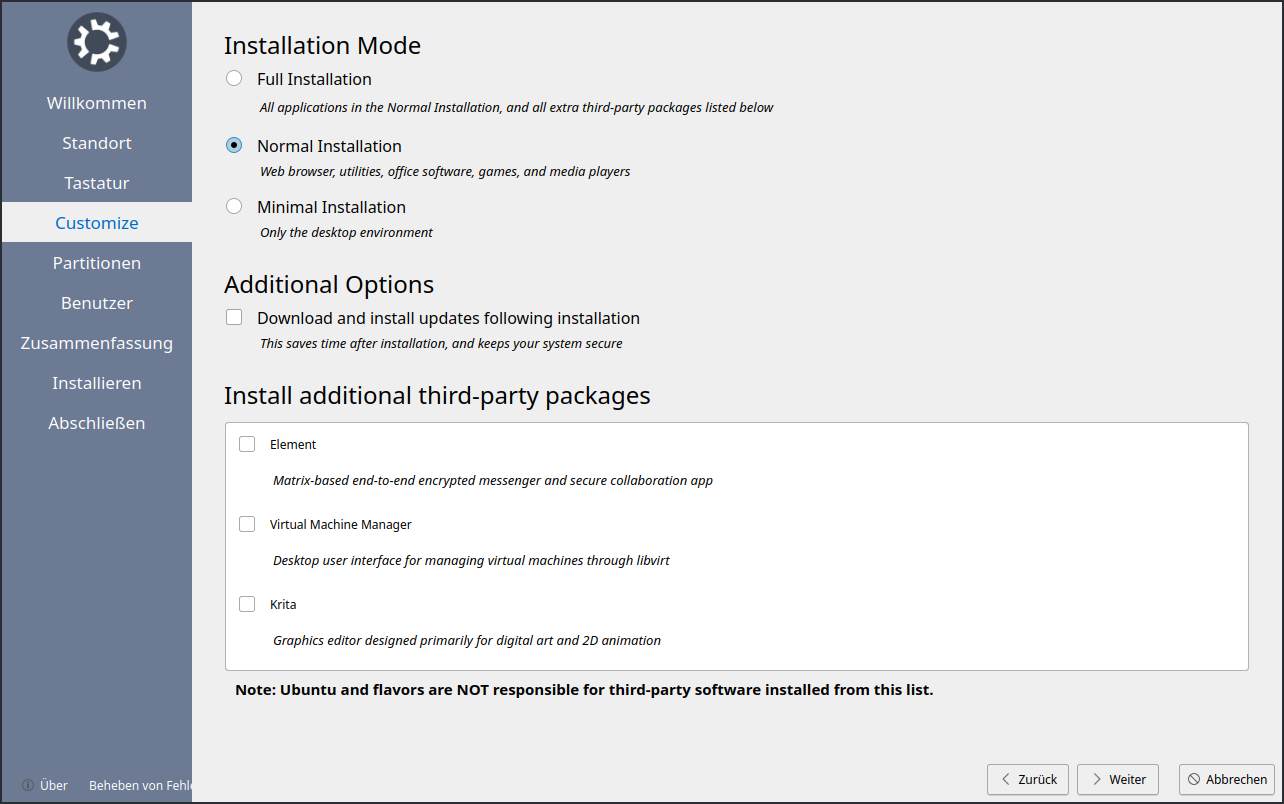 Willkommen
Standort
Tastatur
Customize
Partitionen
Benutzer
Zusammenfassung
Installieren
Abschließen
Über
Beheben von Fehle
Installation Mode
Full Installation
All applications in the Normal Installation, and all extra third-party packages listed below
Normal Installation
Web browser, utilities, office software, games, and media players
Minimal Installation
Only the desktop environment
Additional Options
Download and install updates following installation
This saves time after installation, and keeps your system secure
Install additional third-party packages
Element
Matrix-based end-to-end encrypted messenger and secure collaboration app
Virtual Machine Manager
Desktop user interface for managing virtual machines through libvirt
Krita
Graphics editor designed primarily for digital art and 2D animation
Note: Ubuntu and flavors are NOT responsible for third-party software installed from this list.
Zurück
Weiter
Abbrechen